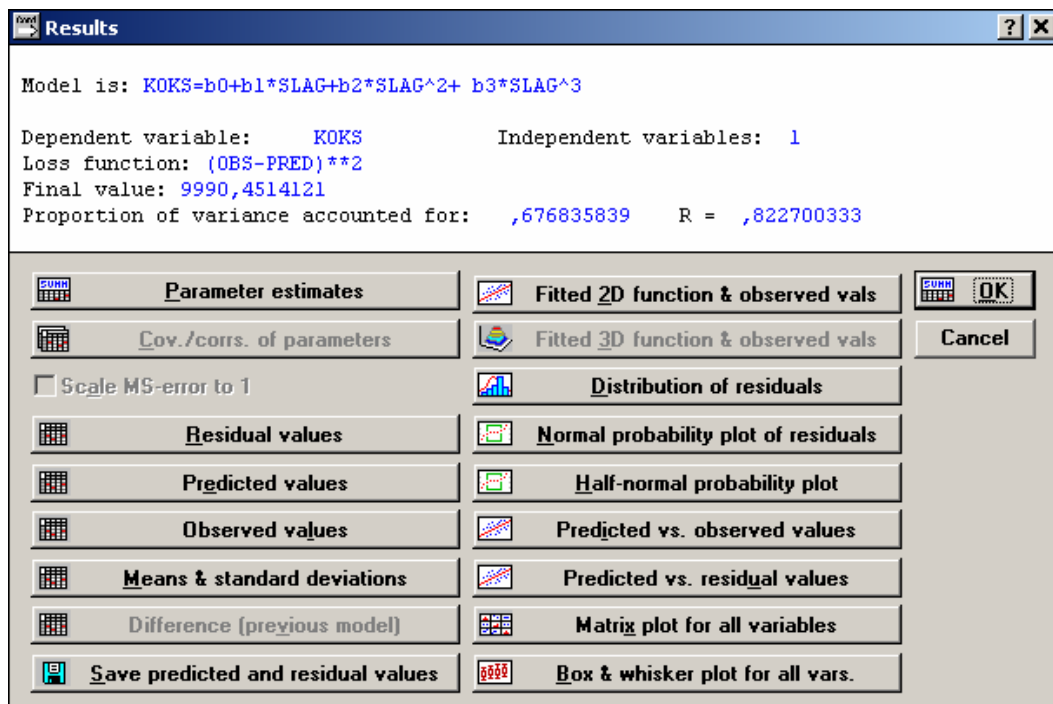 Results
Model is: KOKS=b0+b1*SLAG+b2*SLAG^2+ b3*SLAG^3
Dependent variable: KOKS Independent variables: 1
Loss function: (OBS-PRED)**2
Final value: 9990,4514121
Proportion of variance accounted for: ,676835839 R = ,822700333
Parameter estimates
Fitted 2D function & observed vals
OK
Cov./corrs. of parameters
Fitted 3D function & observed vals
Cancel
Scale MS-error to 1
Distribution of residuals
Residual values
Normal probability plot of residuals
Predicted values
Half-normal probability plot
Observed values
Predicted vs. observed values
Means & standard deviations
Predicted vs. residual values
Difference (previous model)
Matrix plot for all variables
Save predicted and residual values
Box & whisker plot for all vars.